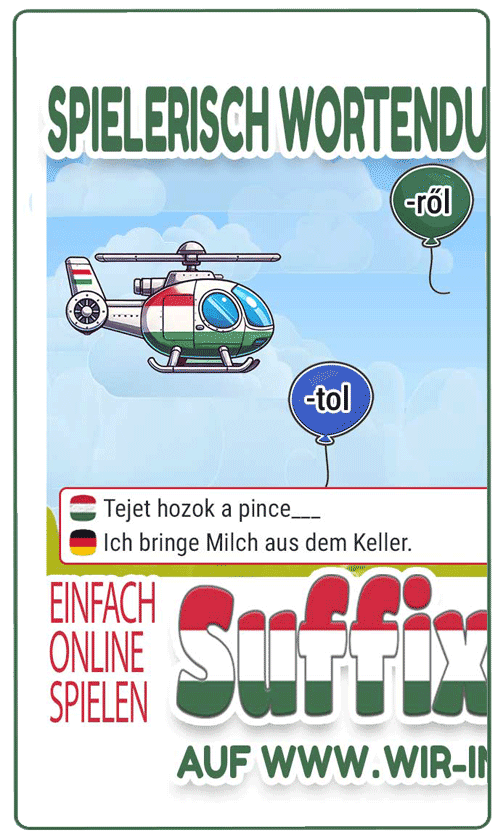 SPIELERISCH WORTENDU
-ről
-tol
Tejet hozok a pince___
Ich bringe Milch aus dem Keller.
EINFACH
ONLINE
SPIELEN
Suffix
AUF WWW.WIR-IN